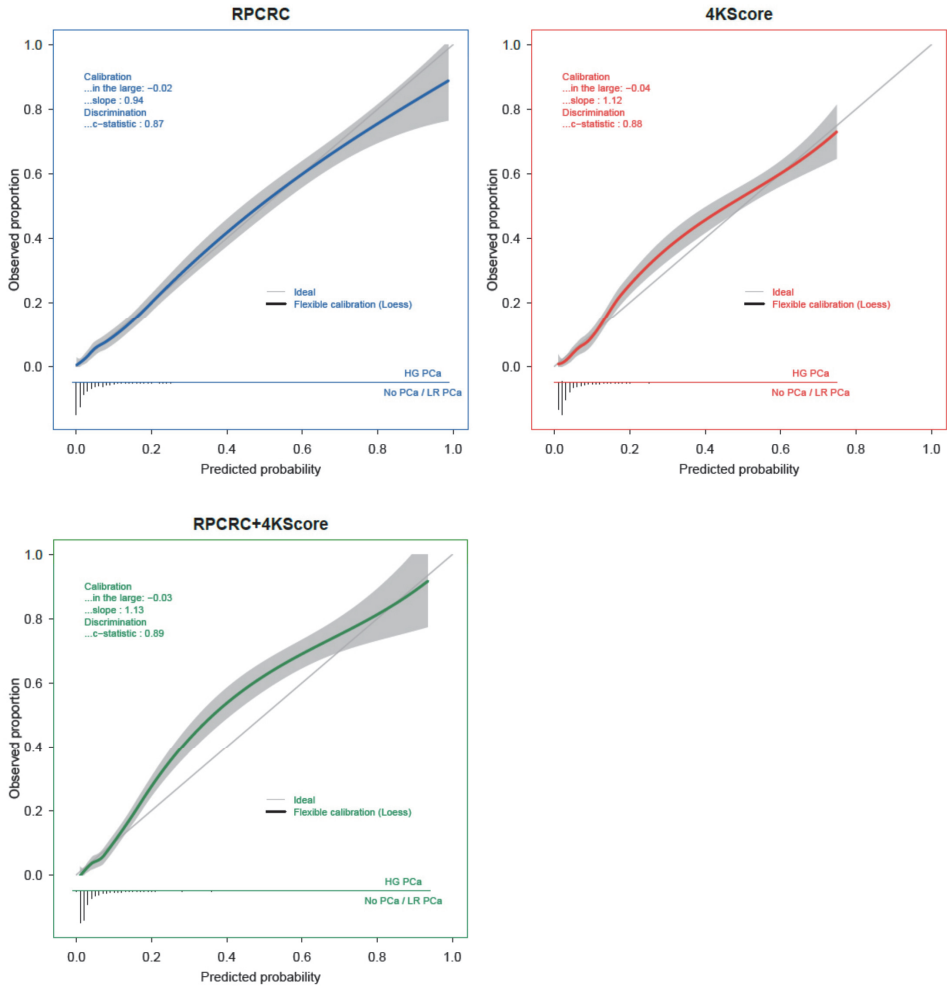 RPCRC
1.0
0.8
0.6
0.4
0.2
0.0
Observed proportion
Calibration
...in the large: −0.02
...slope : 0.94
Discrimination
...c−statistic : 0.87
Ideal
Flexible calibration (Loess)
HG PCa
No PCa / LR PCa
0.0 0.2 0.4 0.6 0.8 1.0
Predicted probability
4KScore
1.0
0.8
0.6
0.4
0.2
0.0
Observed proportion
Calibration
...in the large: −0.04
...slope : 1.12
Discrimination
...c−statistic : 0.88
Ideal
Flexible calibration (Loess)
HG PCa
No PCa / LR PCa
0.0 0.2 0.4 0.6 0.8 1.0
Predicted probability
RPCRC+4KScore
1.0
0.8
0.6
0.4
0.2
0.0
Observed proportion
Calibration
...in the large: −0.03
...slope : 1.13
Discrimination
...c−statistic : 0.89
Ideal
Flexible calibration (Loess)
HG PCa
No PCa / LR PCa
0.0 0.2 0.4 0.6 0.8 1.0
Predicted probability